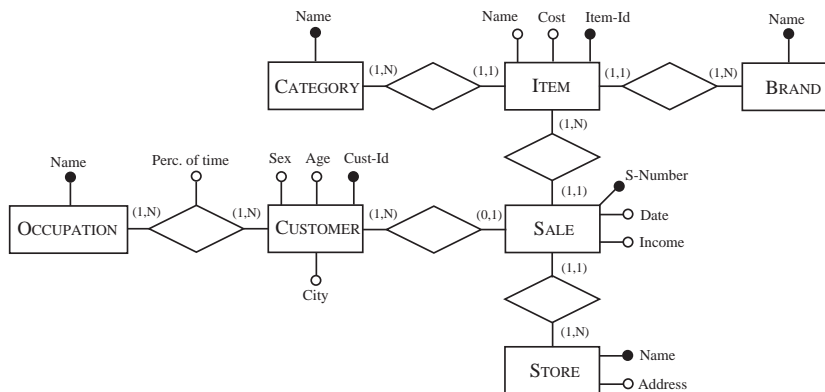 Name
Name Cost Item-Id
Name
CATEGORY (1,N) (1,1) ITEM (1,1) (1,N) BRAND
(1,N)
Name Perc. of time Sex Age Cust-Id
(1,1) S-Number
OCCUPATION (1,N) (1,N) CUSTOMER (1,N) (0,1) SALE Date
Income
City
(1,1)
(1,N)
STORE Name
Address